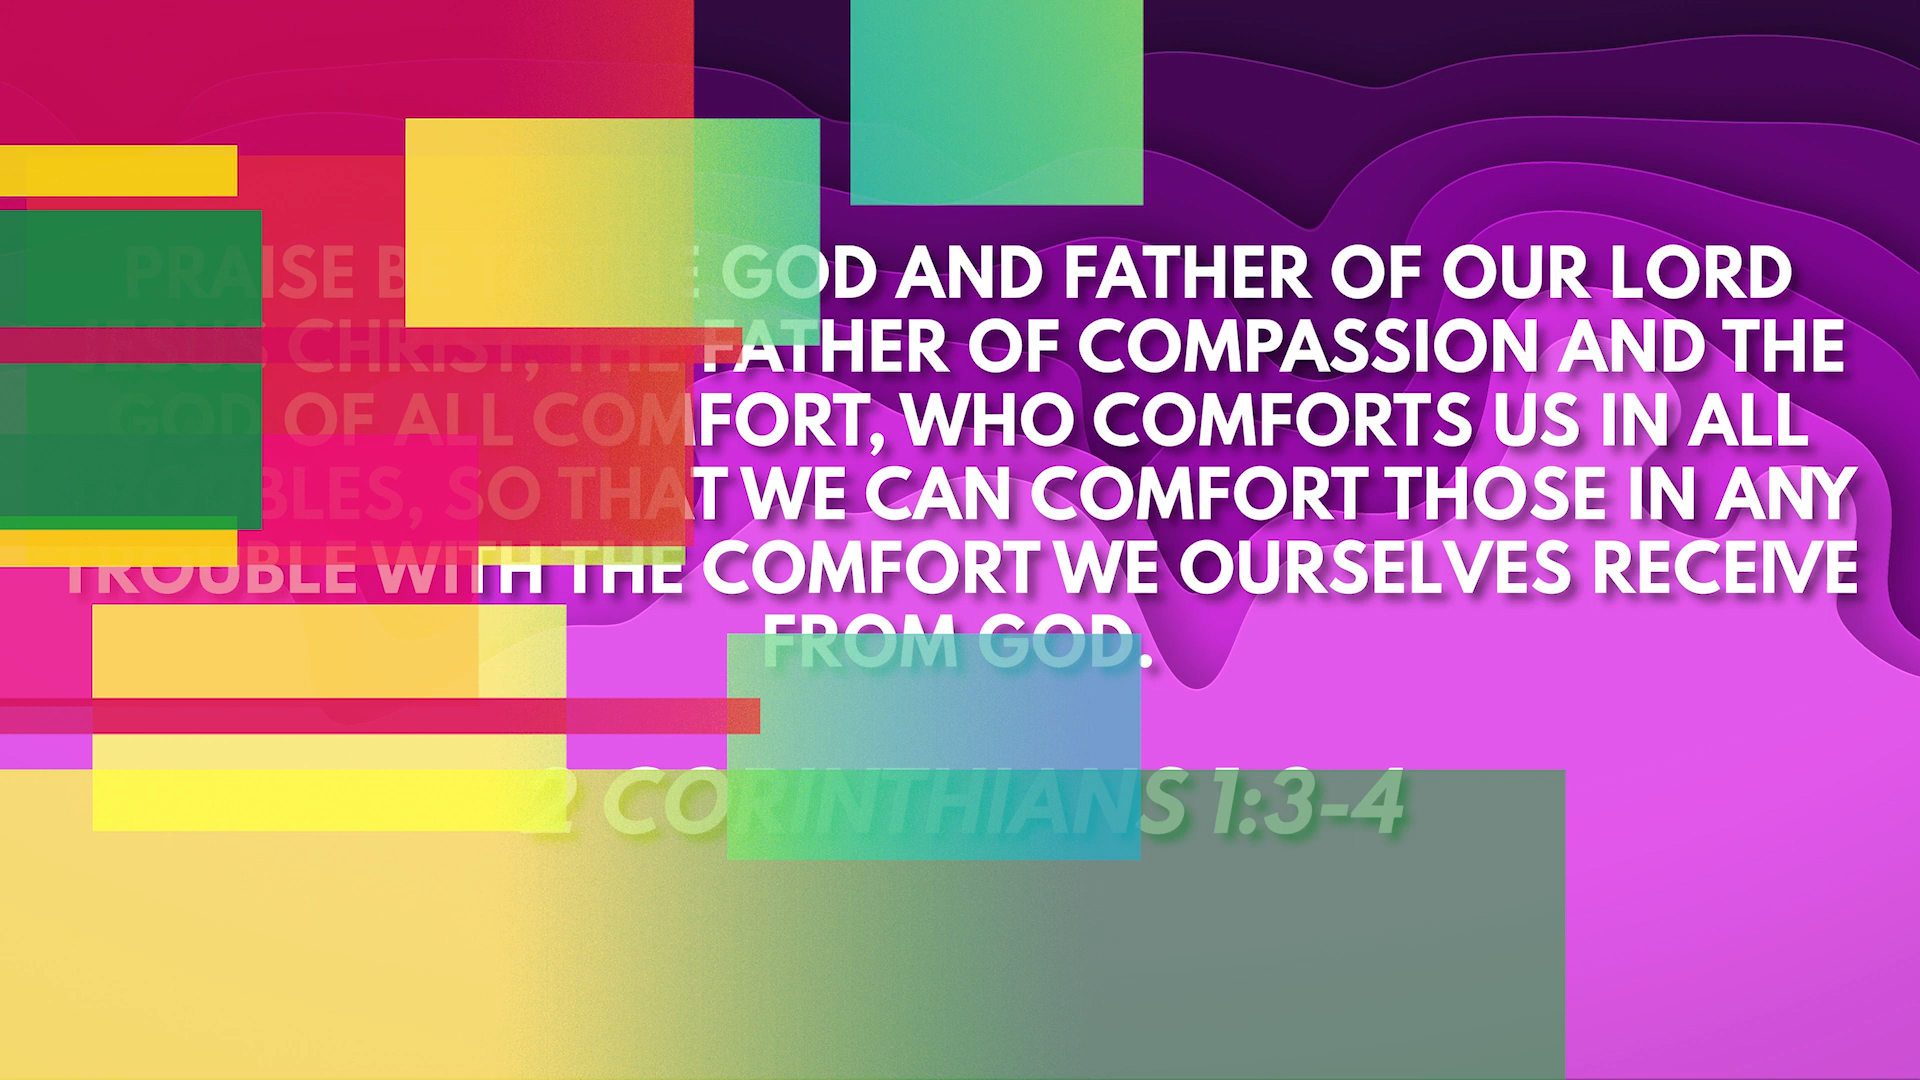 PRAISE BE GOD AND FATHER OF OUR LORD
JESUS CHRIST, THE FATHER OF COMPASSION AND THE
GOD OF ALL COMFORT, WHO COMFORTS US IN ALL
TROUBLES, SO THAT WE CAN COMFORT THOSE IN ANY
TROUBLE WITH THE COMFORT WE OURSELVES RECEIVE
FROM GOD.
2 CORINTHIANS 1:3-4